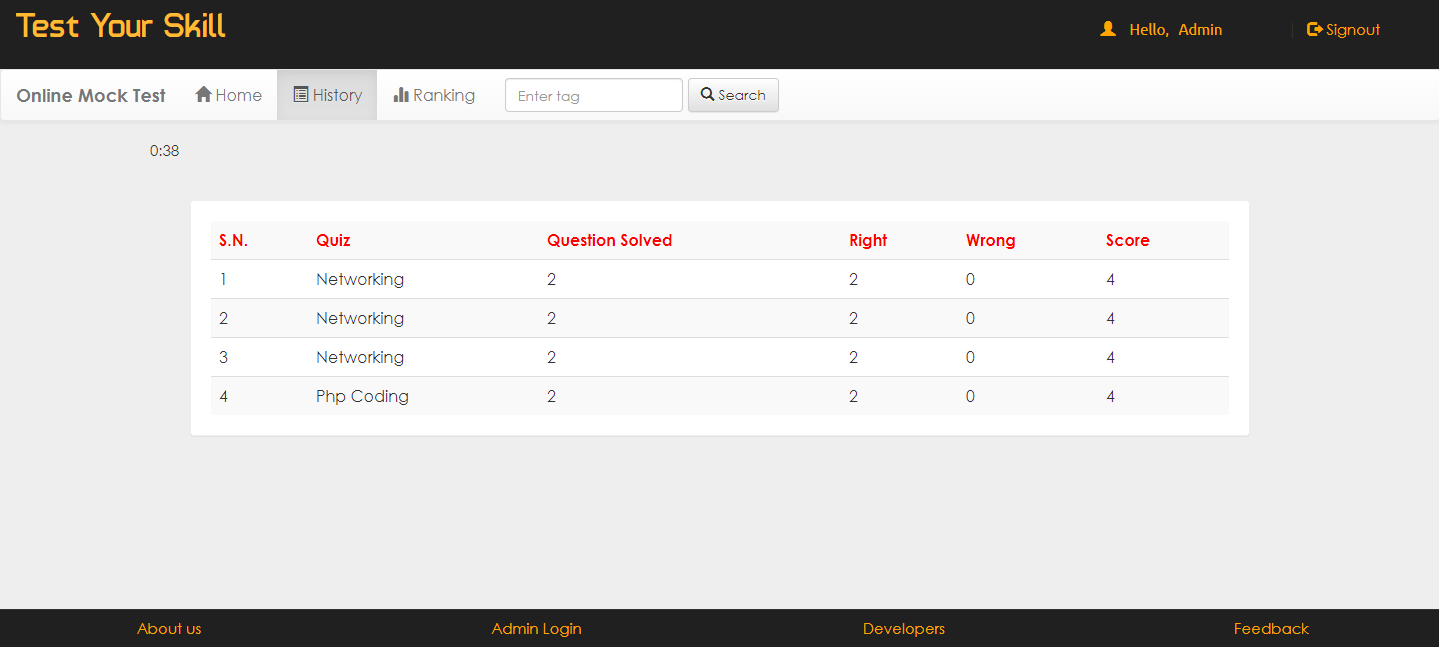 Test Your Skill
Hello, Admin Signout
Online Mock Test Home History Ranking Enter tag Search
0:38
S.N. Quiz Question Solved Right Wrong Score
1 Networking 2 2 0 4
2 Networking 2 2 0 4
3 Networking 2 2 0 4
4 Php Coding 2 2 0 4
About us Admin Login Developers Feedback